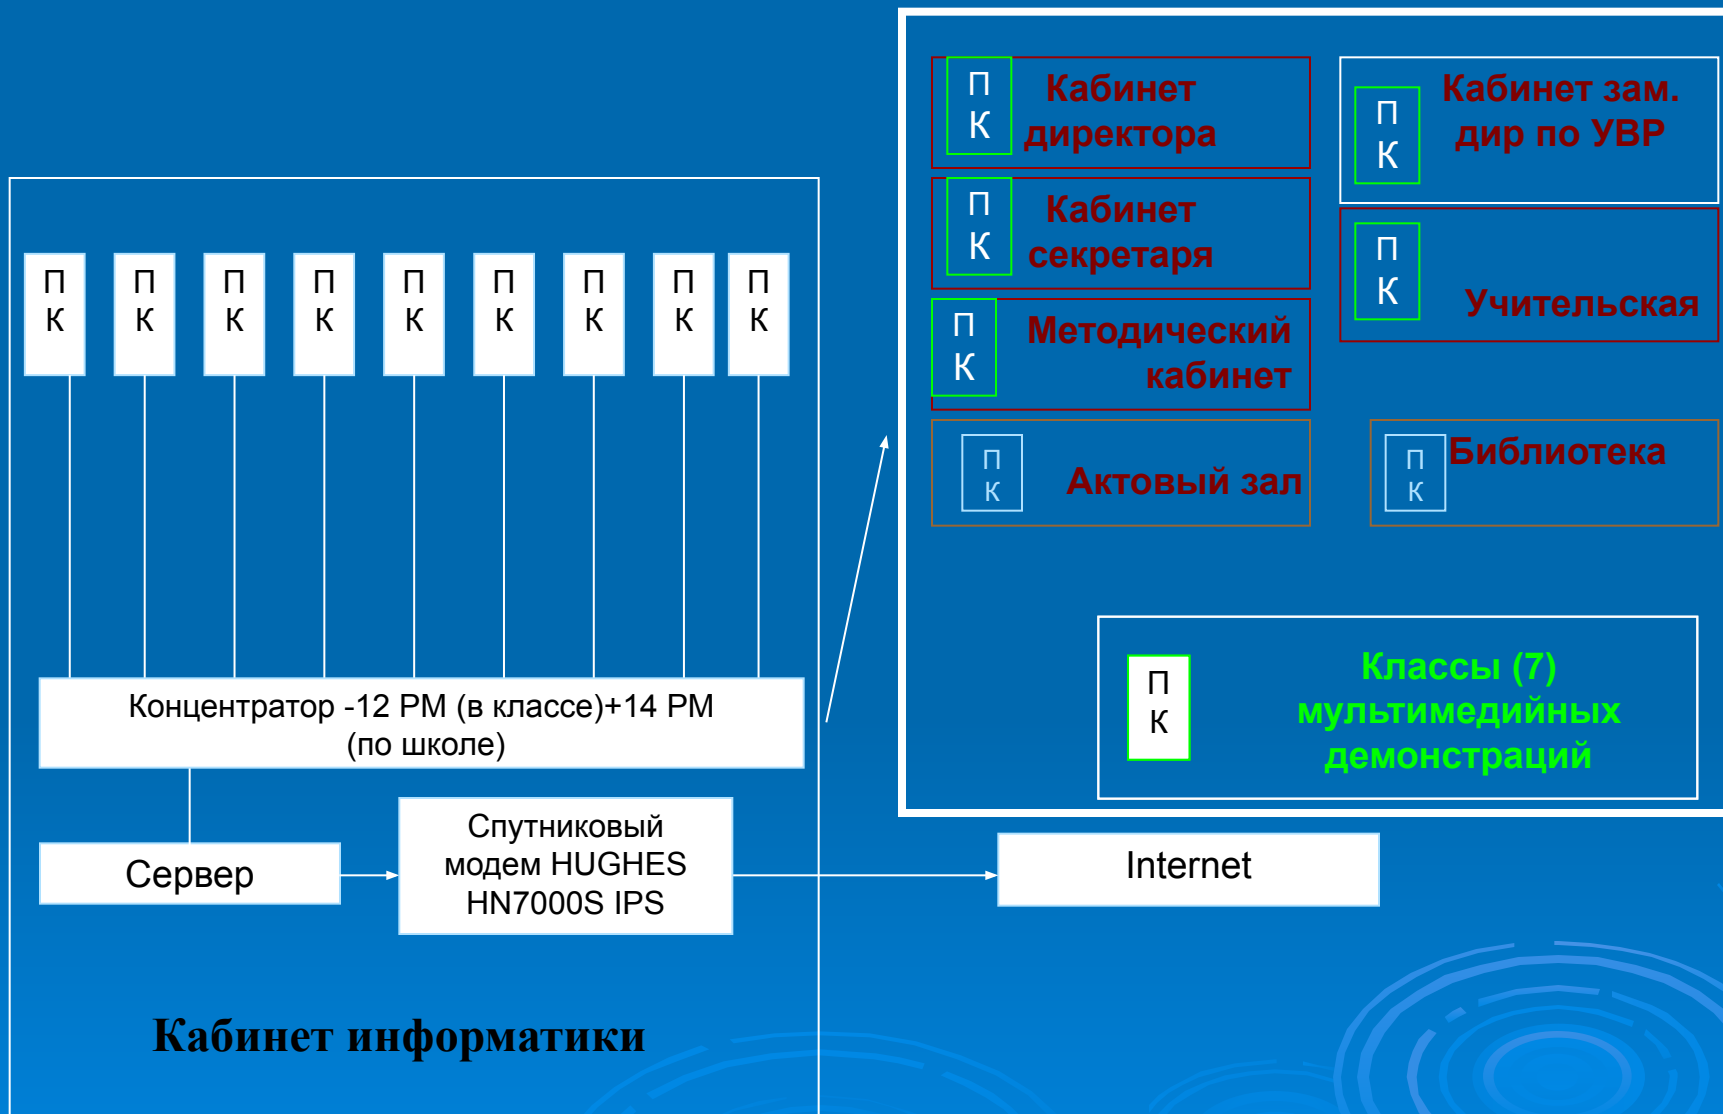 П
К
Кабинет
директора
П
К
Кабинет зам.
дир по УВР
П
К
Кабинет
секретаря
П
К
Учительская
П
К
Методический
кабинет
П
К
Актовый зал
П
К
Библиотека
П
К
Классы (7)
мультимедийных
демонстраций
П
К
П
К
П
К
П
К
П
К
П
К
П
К
П
К
П
К
Концентратор -12 РМ (в классе)+14 РМ
(по школе)
Сервер
Спутниковый
модем HUGHES
HN7000S IPS
Internet
Кабинет информатики